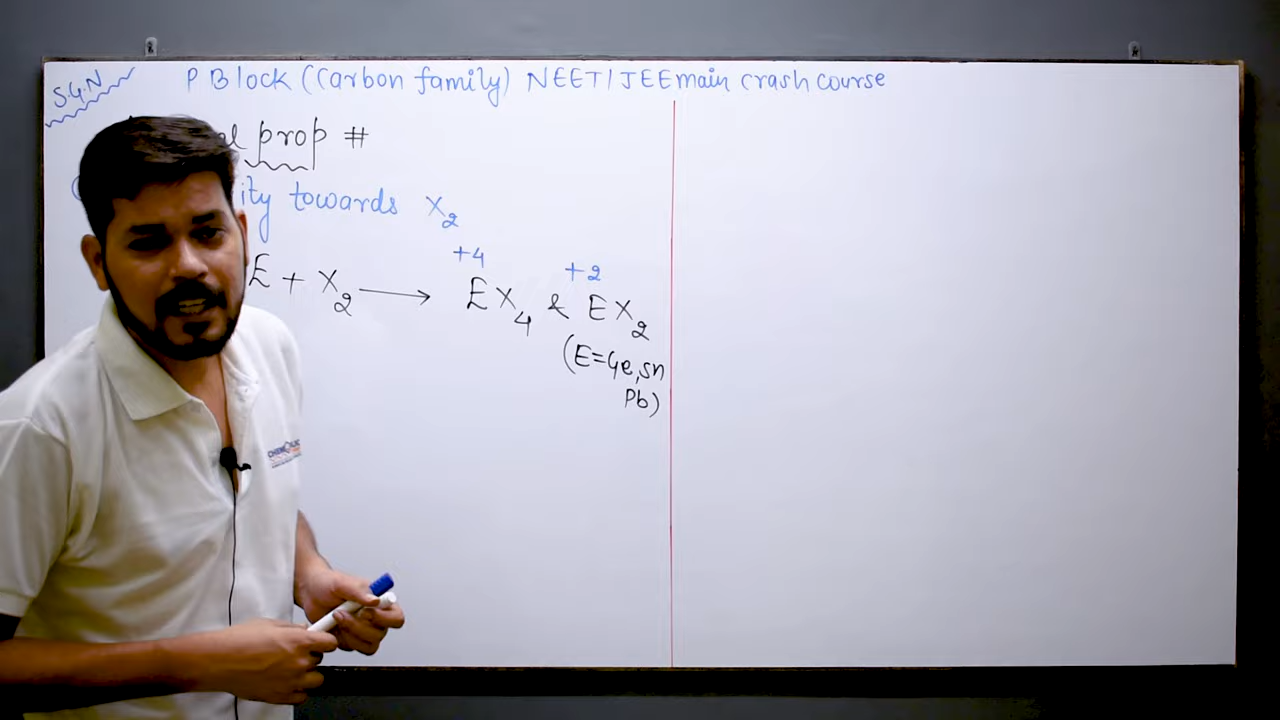 S.G.N
P Block (Carbon family) NEET/JEE main crash course
prop #
towards X₂
+4 +2
E + X₂ ⟶ EX₄ & EX₂
(E=Ge, sn
Pb)